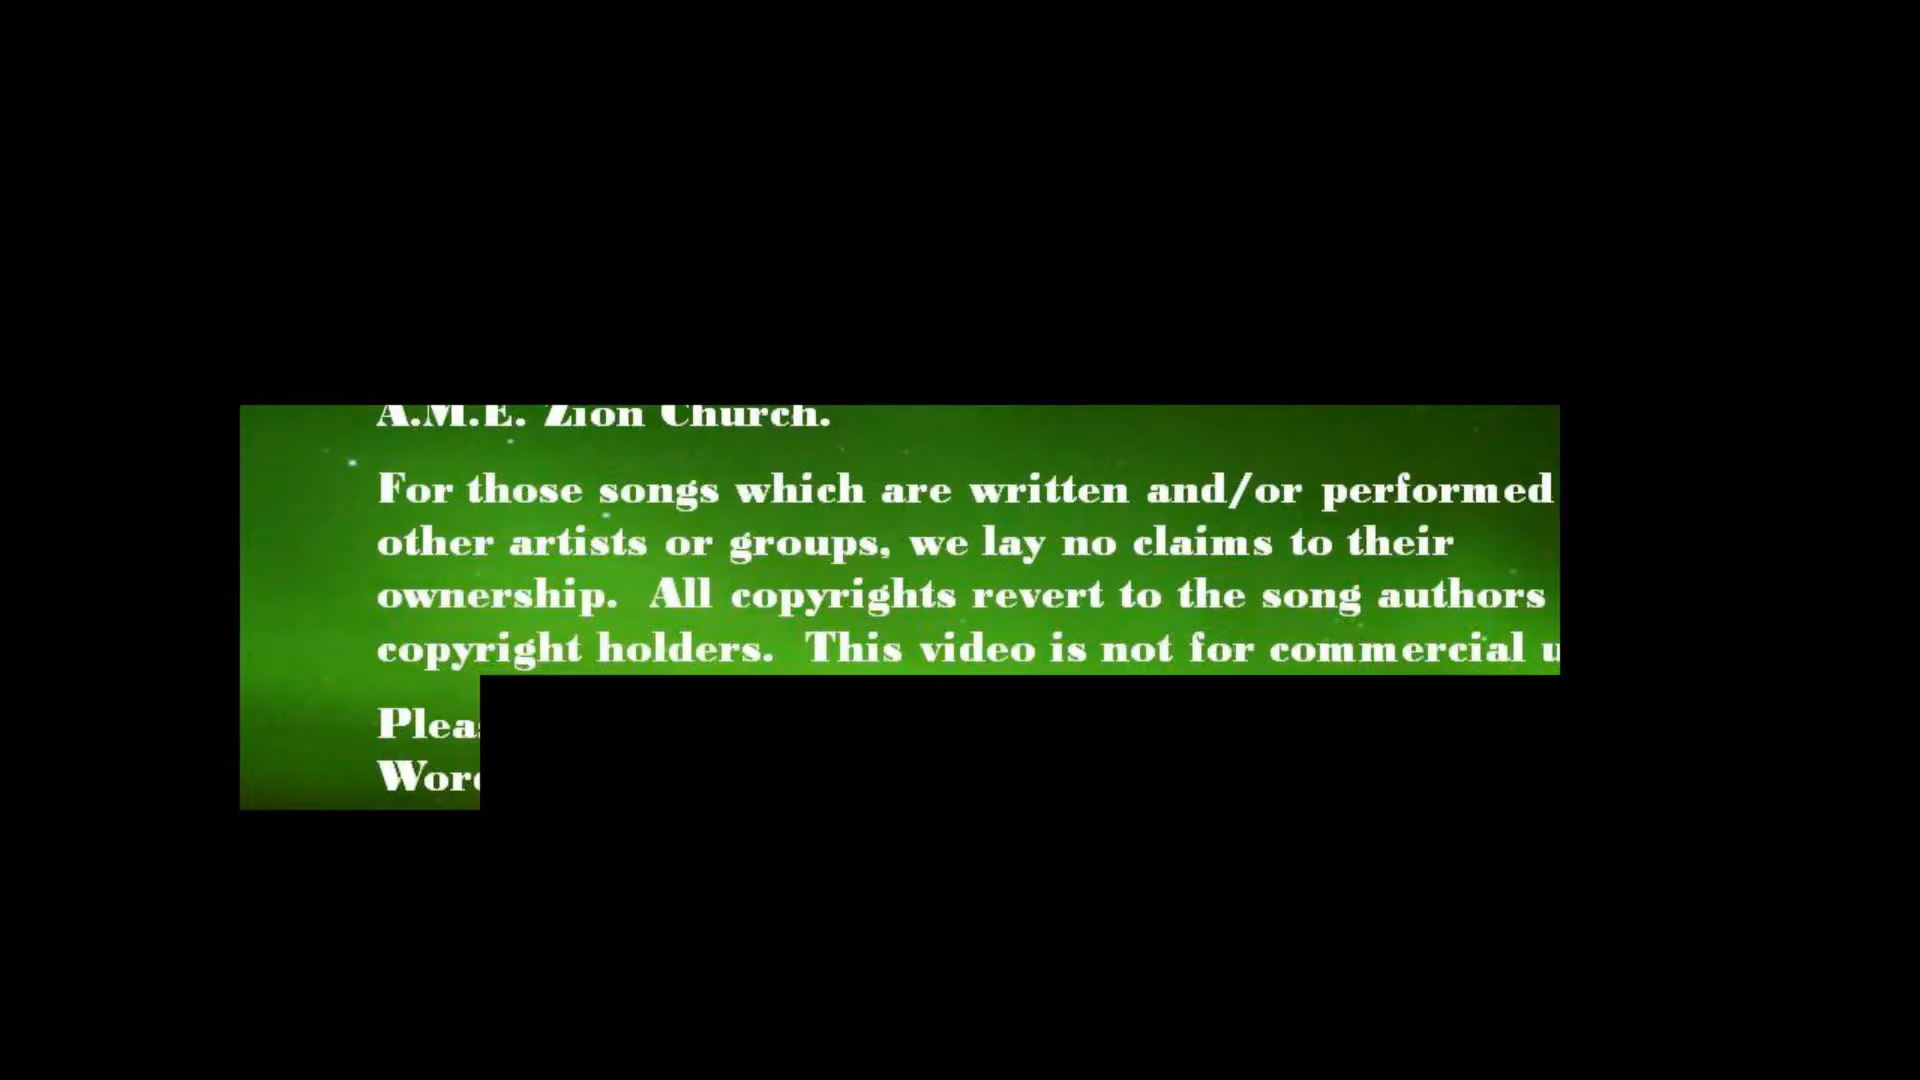 A.M.E. Zion Church.
For those songs which are written and/or performed
other artists or groups, we lay no claims to their
ownership.  All copyrights revert to the song authors
copyright holders.  This video is not for commercial